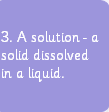 3. A solution - a
solid dissolved
in a liquid.